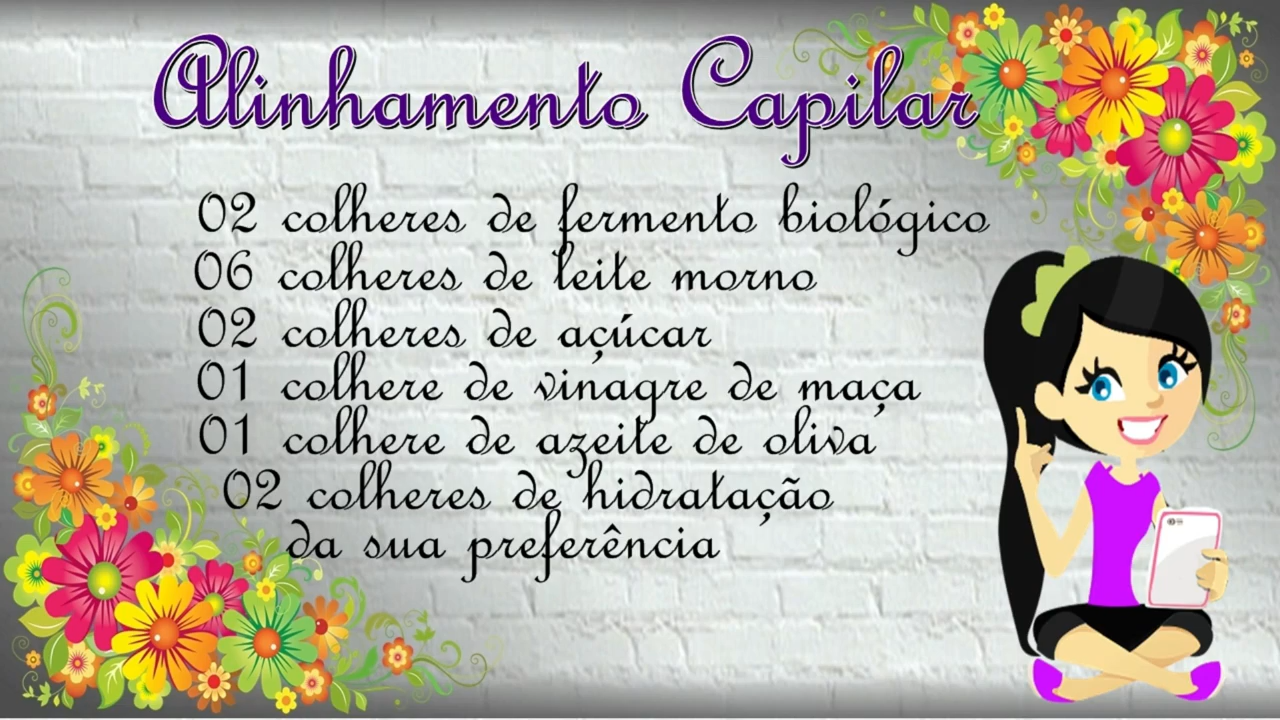 Alinhamento Capilar
02 colheres de fermento biológico
06 colheres de leite morno
02 colheres de açúcar
01 colhere de vinagre de maça
01 colhere de azeite de oliva
02 colheres de hidratação
da sua preferência